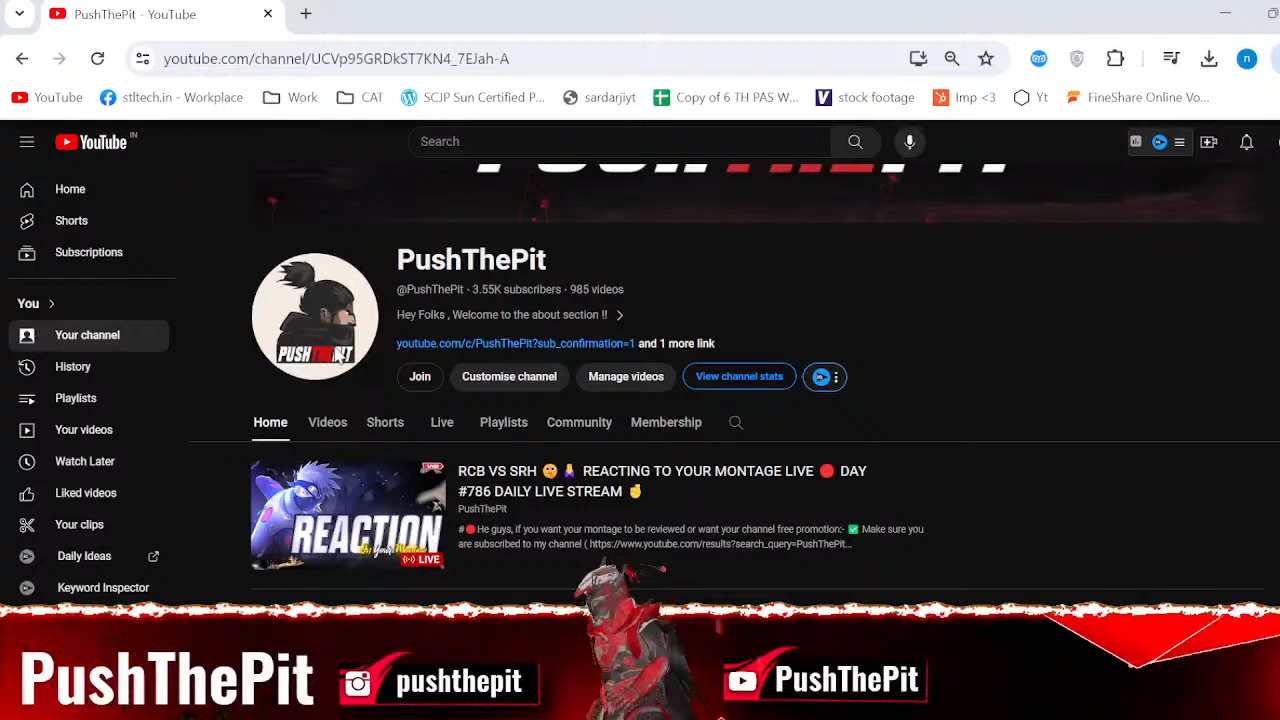 PushThePit - YouTube
youtube.com/channel/UCVp95GRDkST7KN4_7EJah-A
n
YouTube
stltech.in - Workplace
Work
CAT
SCJP Sun Certified P...
sardarjiyt
Copy of 6 TH PAS W...
stock footage
Imp <3
Yt
FineShare Online Vo...
YouTube IN
Search
Home
Shorts
Subscriptions
You
Your channel
History
Playlists
Your videos
Watch Later
Liked videos
Your clips
Daily Ideas
Keyword Inspector
PUSHTHEPIT
PushThePit
@PushThePit · 3.55K subscribers · 985 videos
Hey Folks , Welcome to the about section !!
youtube.com/c/PushThePit?sub_confirmation=1 and 1 more link
Join
Customise channel
Manage videos
View channel stats
Home
Videos
Shorts
Live
Playlists
Community
Membership
REACTION
LIVE
RCB VS SRH 🤫 🙏 REACTING TO YOUR MONTAGE LIVE 🔴 DAY
#786 DAILY LIVE STREAM 🤞
PushThePit
#🔴He guys, if you want your montage to be reviewed or want your channel free promotion:- ✅ Make sure you
are subscribed to my channel ( https://www.youtube.com/results?search_query=PushThePit...
PushThePit
pushthepit
PushThePit